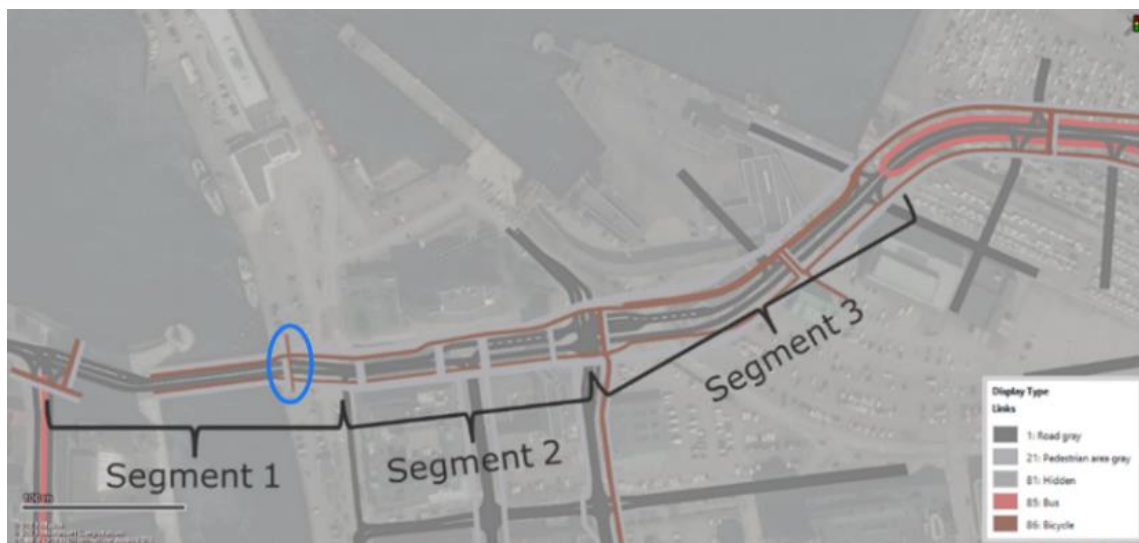 Segment 1
Segment 2
Segment 3
100 m
Display Type
Links
1: Road gray
21: Pedestrian area gray
81: Hidden
85: Bus
86: Bicycle